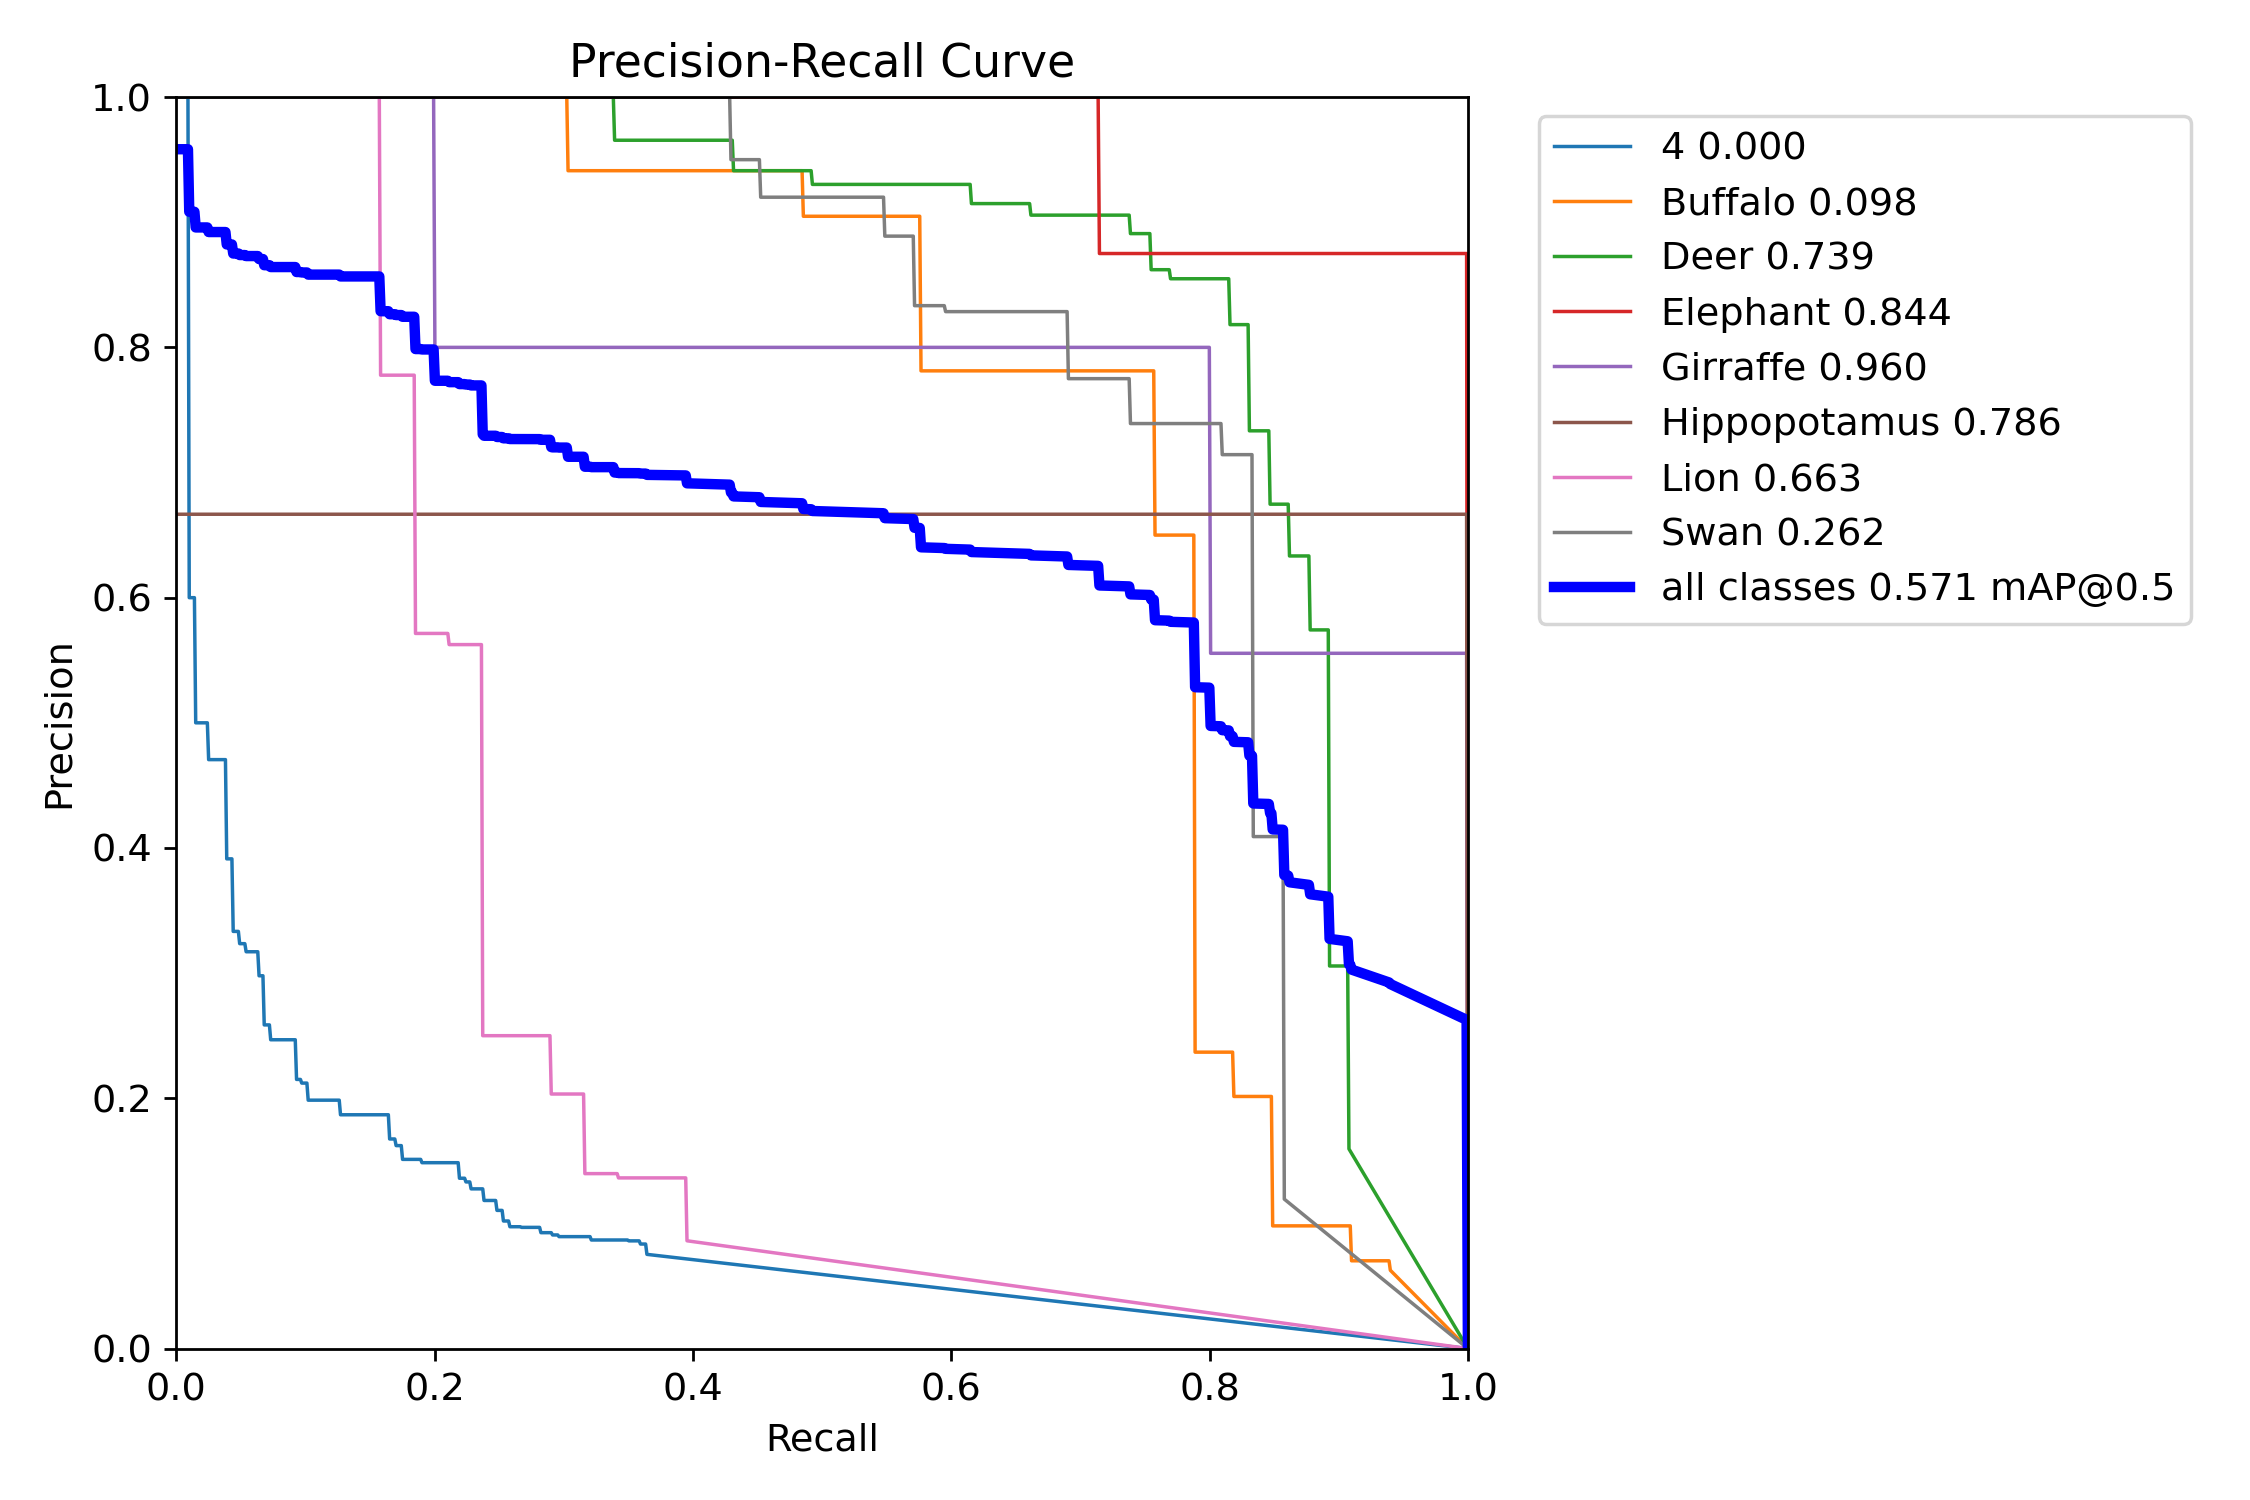 Precision-Recall Curve
1.0
0.8
0.6
0.4
0.2
0.0
Precision
0.0 0.2 0.4 0.6 0.8 1.0
Recall
4 0.000
Buffalo 0.098
Deer 0.739
Elephant 0.844
Girraffe 0.960
Hippopotamus 0.786
Lion 0.663
Swan 0.262
all classes 0.571 mAP@0.5